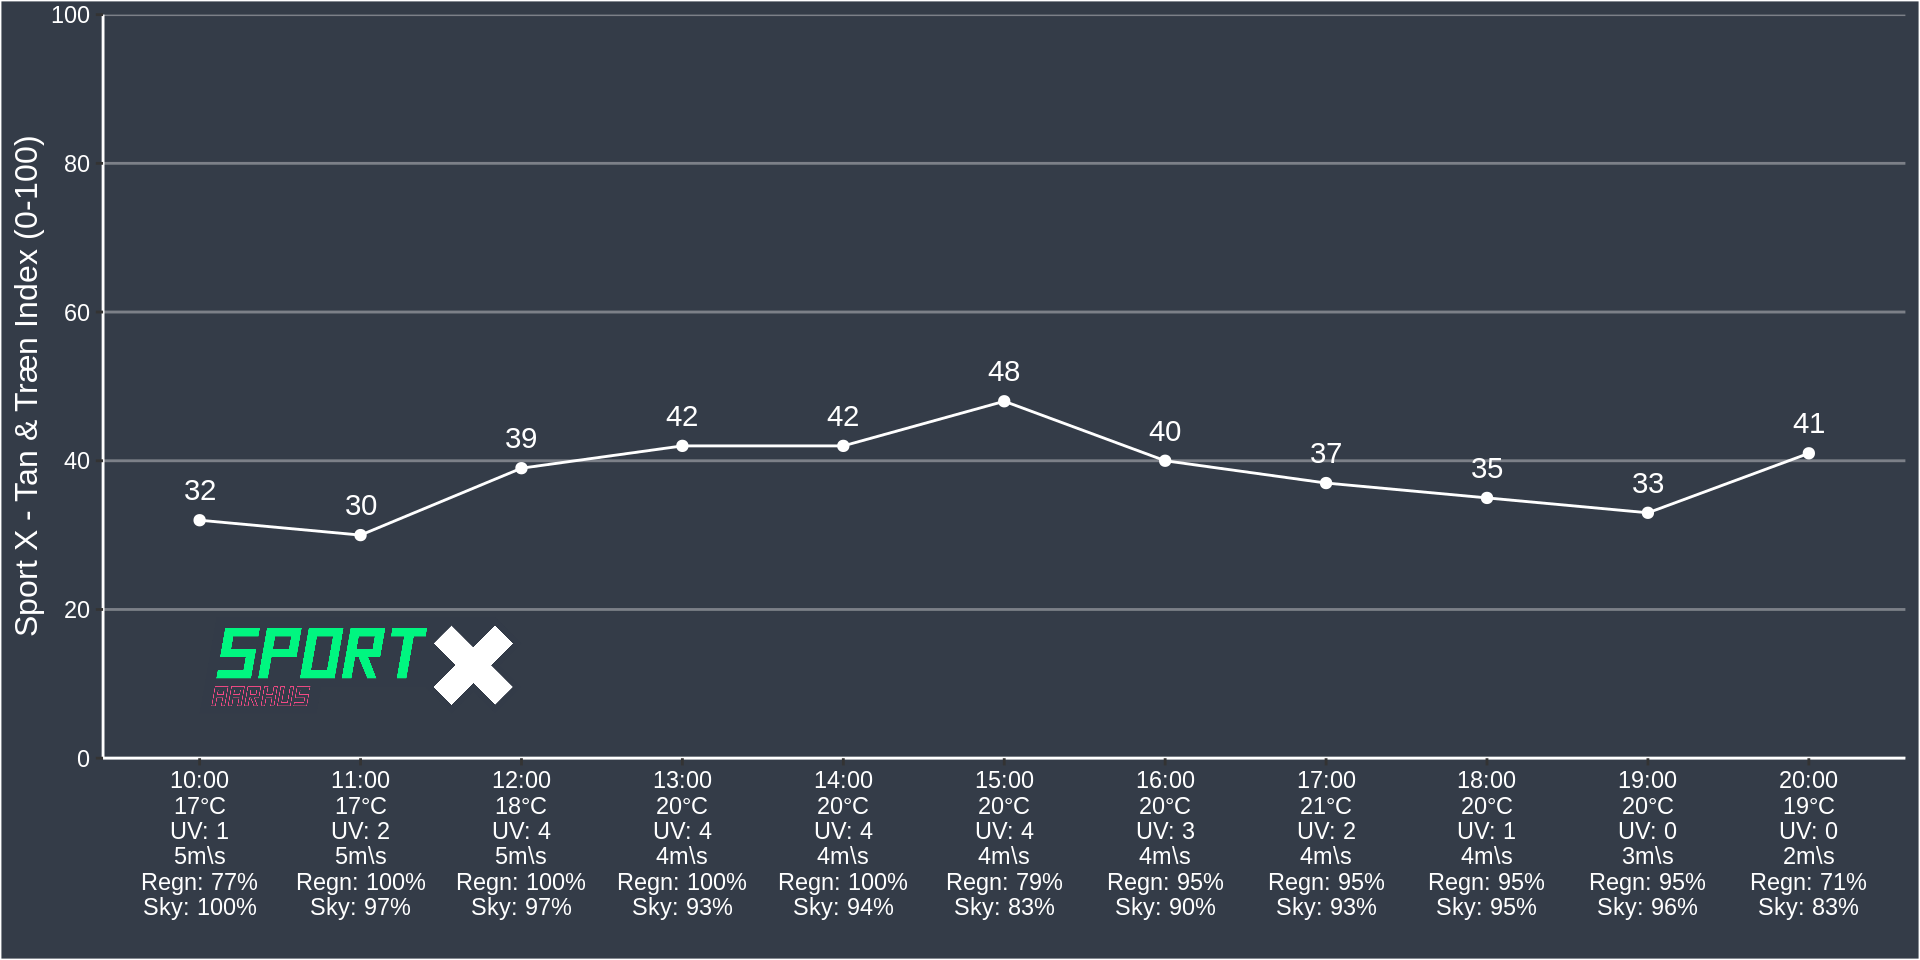 Sport X - Tan & Træn Index (0-100)
100
80
60
40
20
0
32
30
39
42
42
48
40
37
35
33
41
SPORT X
AARHUS
10:00 11:00 12:00 13:00 14:00 15:00 16:00 17:00 18:00 19:00 20:00
17°C 17°C 18°C 20°C 20°C 20°C 20°C 21°C 20°C 20°C 19°C
UV: 1 UV: 2 UV: 4 UV: 4 UV: 4 UV: 4 UV: 3 UV: 2 UV: 1 UV: 0 UV: 0
5m\s 5m\s 5m\s 4m\s 4m\s 4m\s 4m\s 4m\s 4m\s 3m\s 2m\s
Regn: 77% Regn: 100% Regn: 100% Regn: 100% Regn: 100% Regn: 79% Regn: 95% Regn: 95% Regn: 95% Regn: 95% Regn: 71%
Sky: 100% Sky: 97% Sky: 97% Sky: 93% Sky: 94% Sky: 83% Sky: 90% Sky: 93% Sky: 95% Sky: 96% Sky: 83%